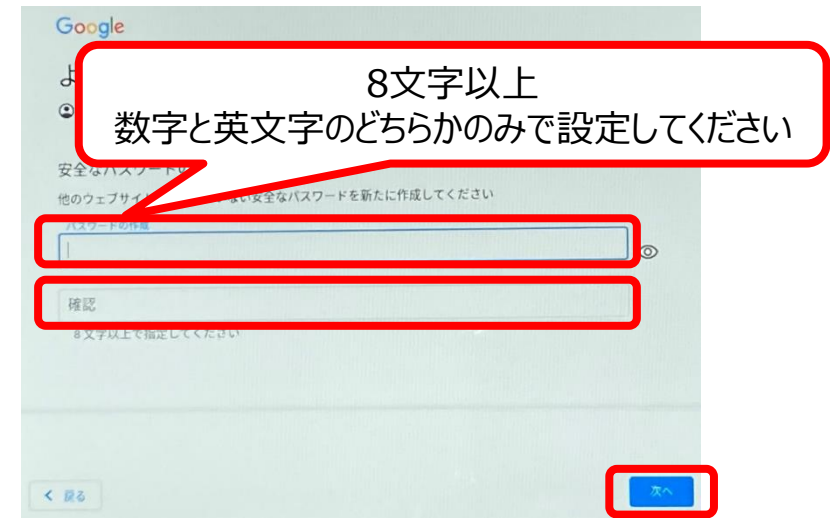 Google
よ
8文字以上
数字と英文字のどちらかのみで設定してください
安全なパスワードの
他のウェブサイ ない安全なパスワードを新たに作成してください
パスワードの作成
確認
8 文字以上で指定してください
戻る
次へ